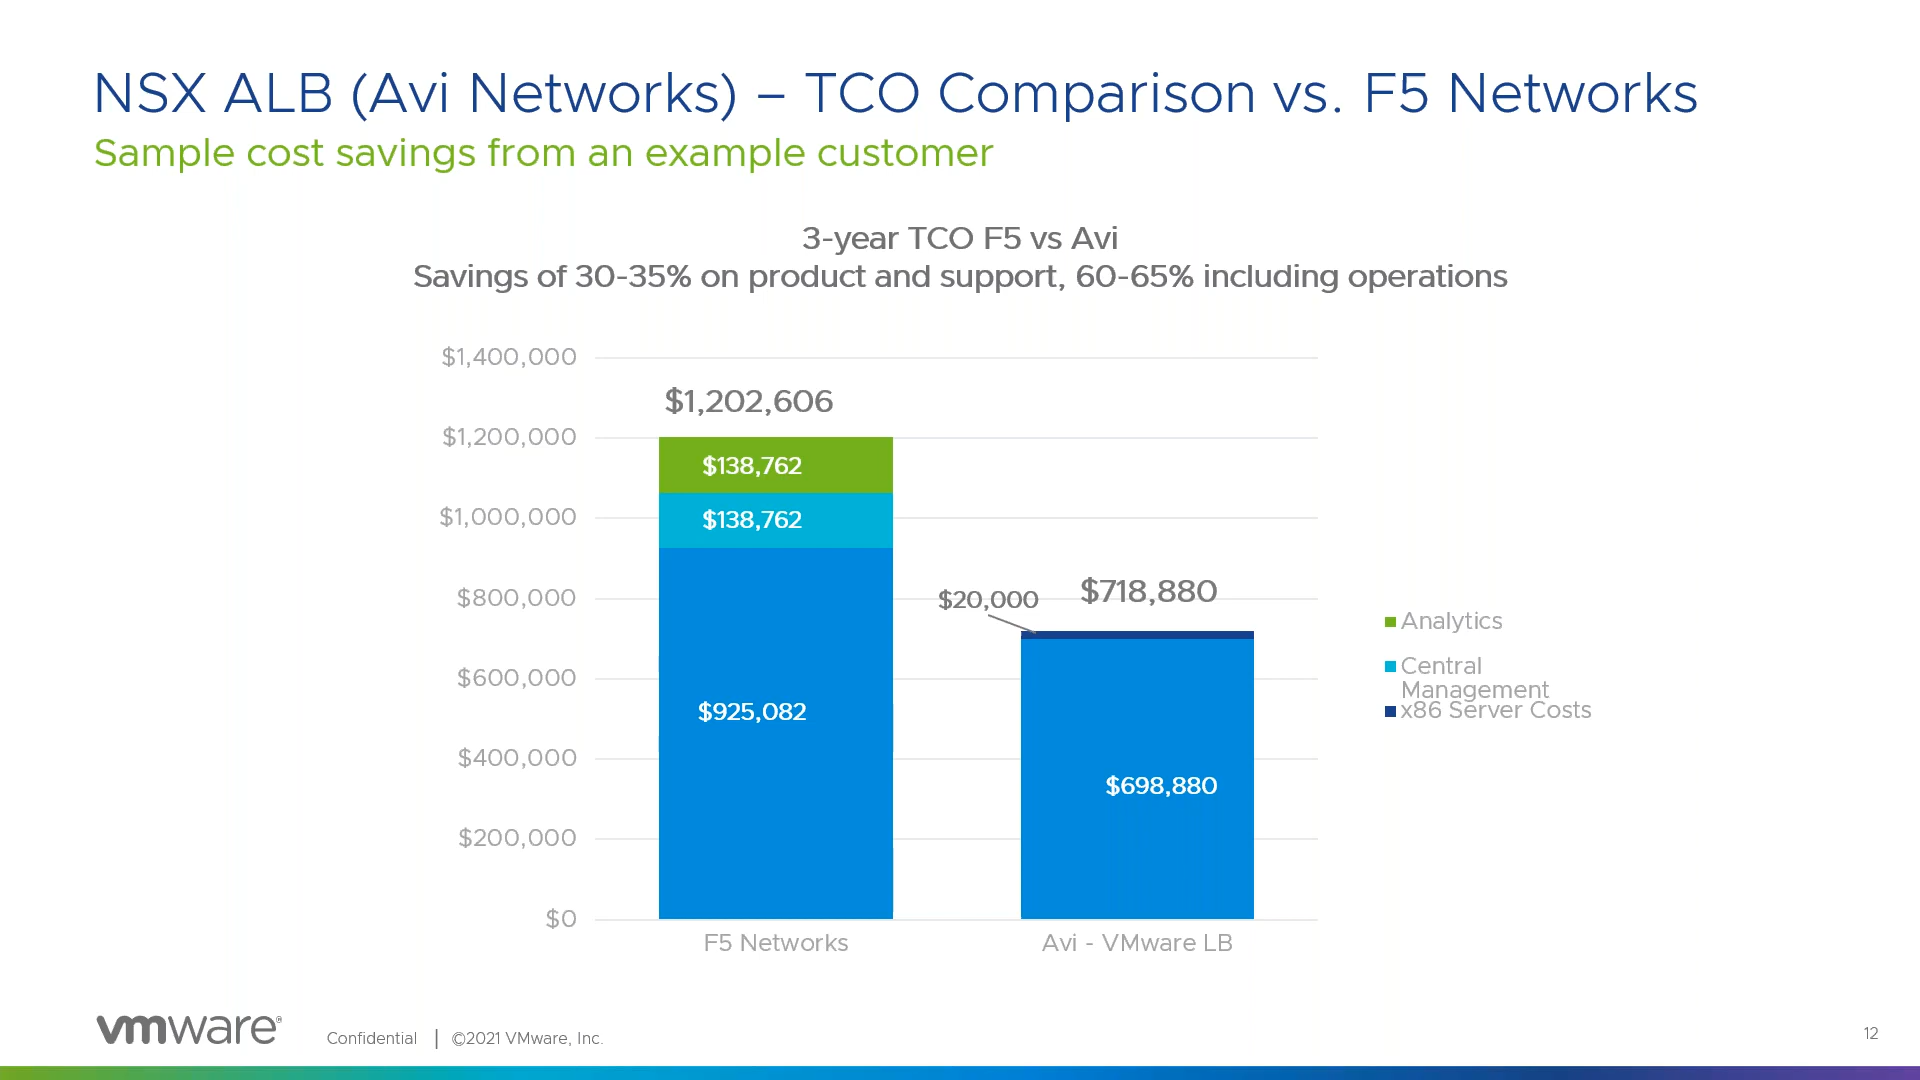 NSX ALB (Avi Networks) – TCO Comparison vs. F5 Networks
Sample cost savings from an example customer
3-year TCO F5 vs Avi
Savings of 30-35% on product and support, 60-65% including operations
$1,400,000
$1,202,606
$1,200,000
$138,762
$1,000,000
$138,762
$800,000
$20,000
$718,880
Analytics
Central
Management
x86 Server Costs
$600,000
$925,082
$400,000
$698,880
$200,000
$0
F5 Networks
Avi - VMware LB
vmware®
Confidential | ©2021 VMware, Inc.
12